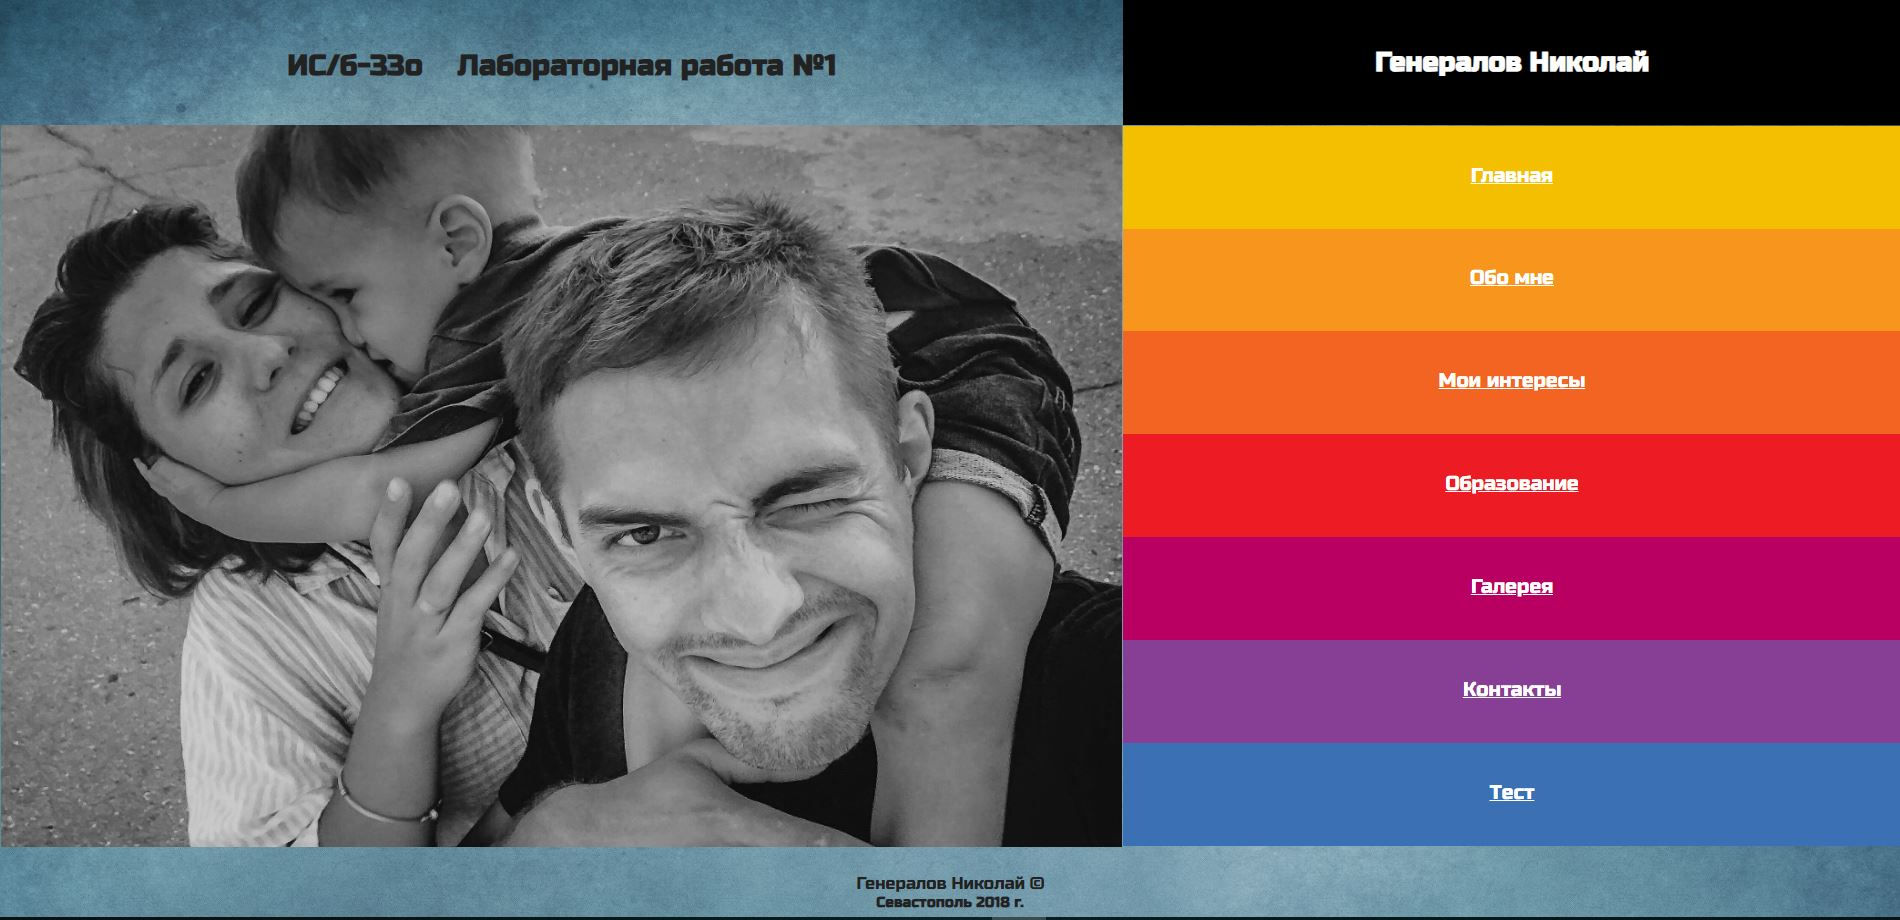 ИС/б-33о Лабораторная работа №1
Генералов Николай
Главная
Обо мне
Мои интересы
Образование
Галерея
Контакты
Тест
Генералов Николай ©
Севастополь 2018 г.